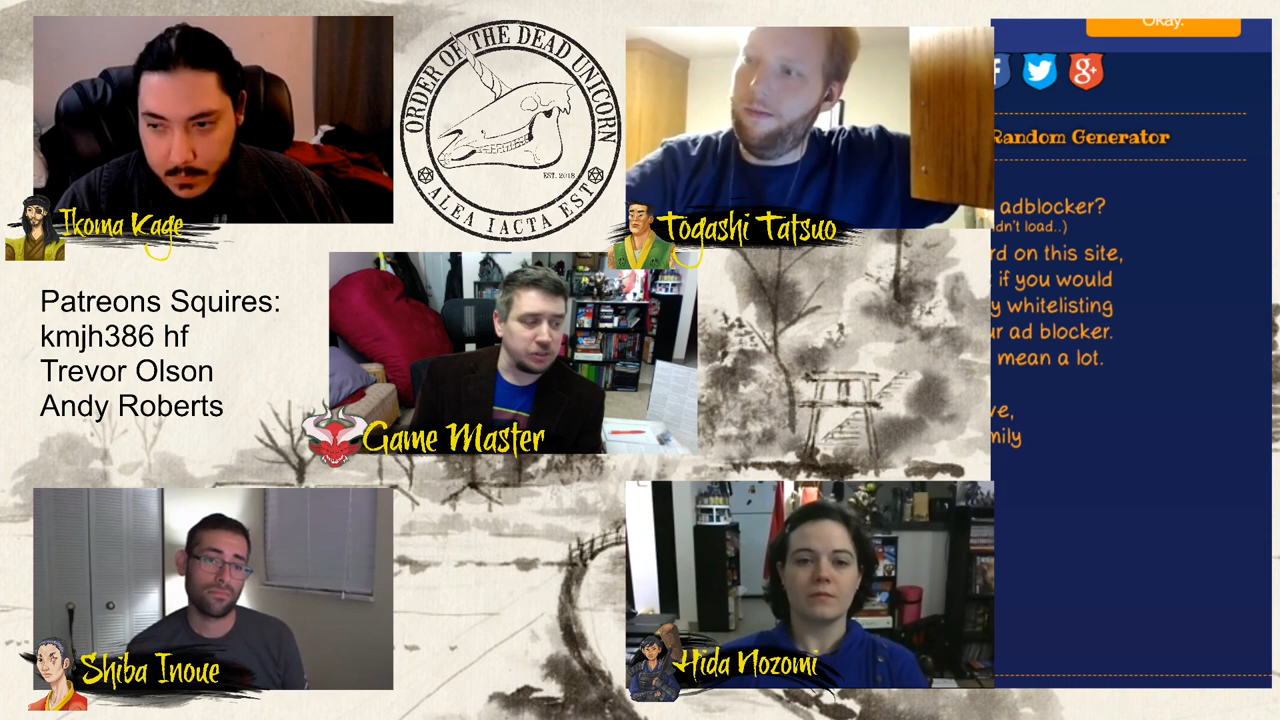 Okay.
ORDER OF THE DEAD UNICORN
EST. 2018
ALEA IACTA EST
Random Generator
Ikoma Kage
Togashi Tatsuo
adblocker?
dn't load..)
rd on this site,
if you would
y whitelisting
ur ad blocker.
mean a lot.
ve,
mily
Patreons Squires:
kmjh386 hf
Trevor Olson
Andy Roberts
Game Master
Shiba Inoue
Hida Nozomi